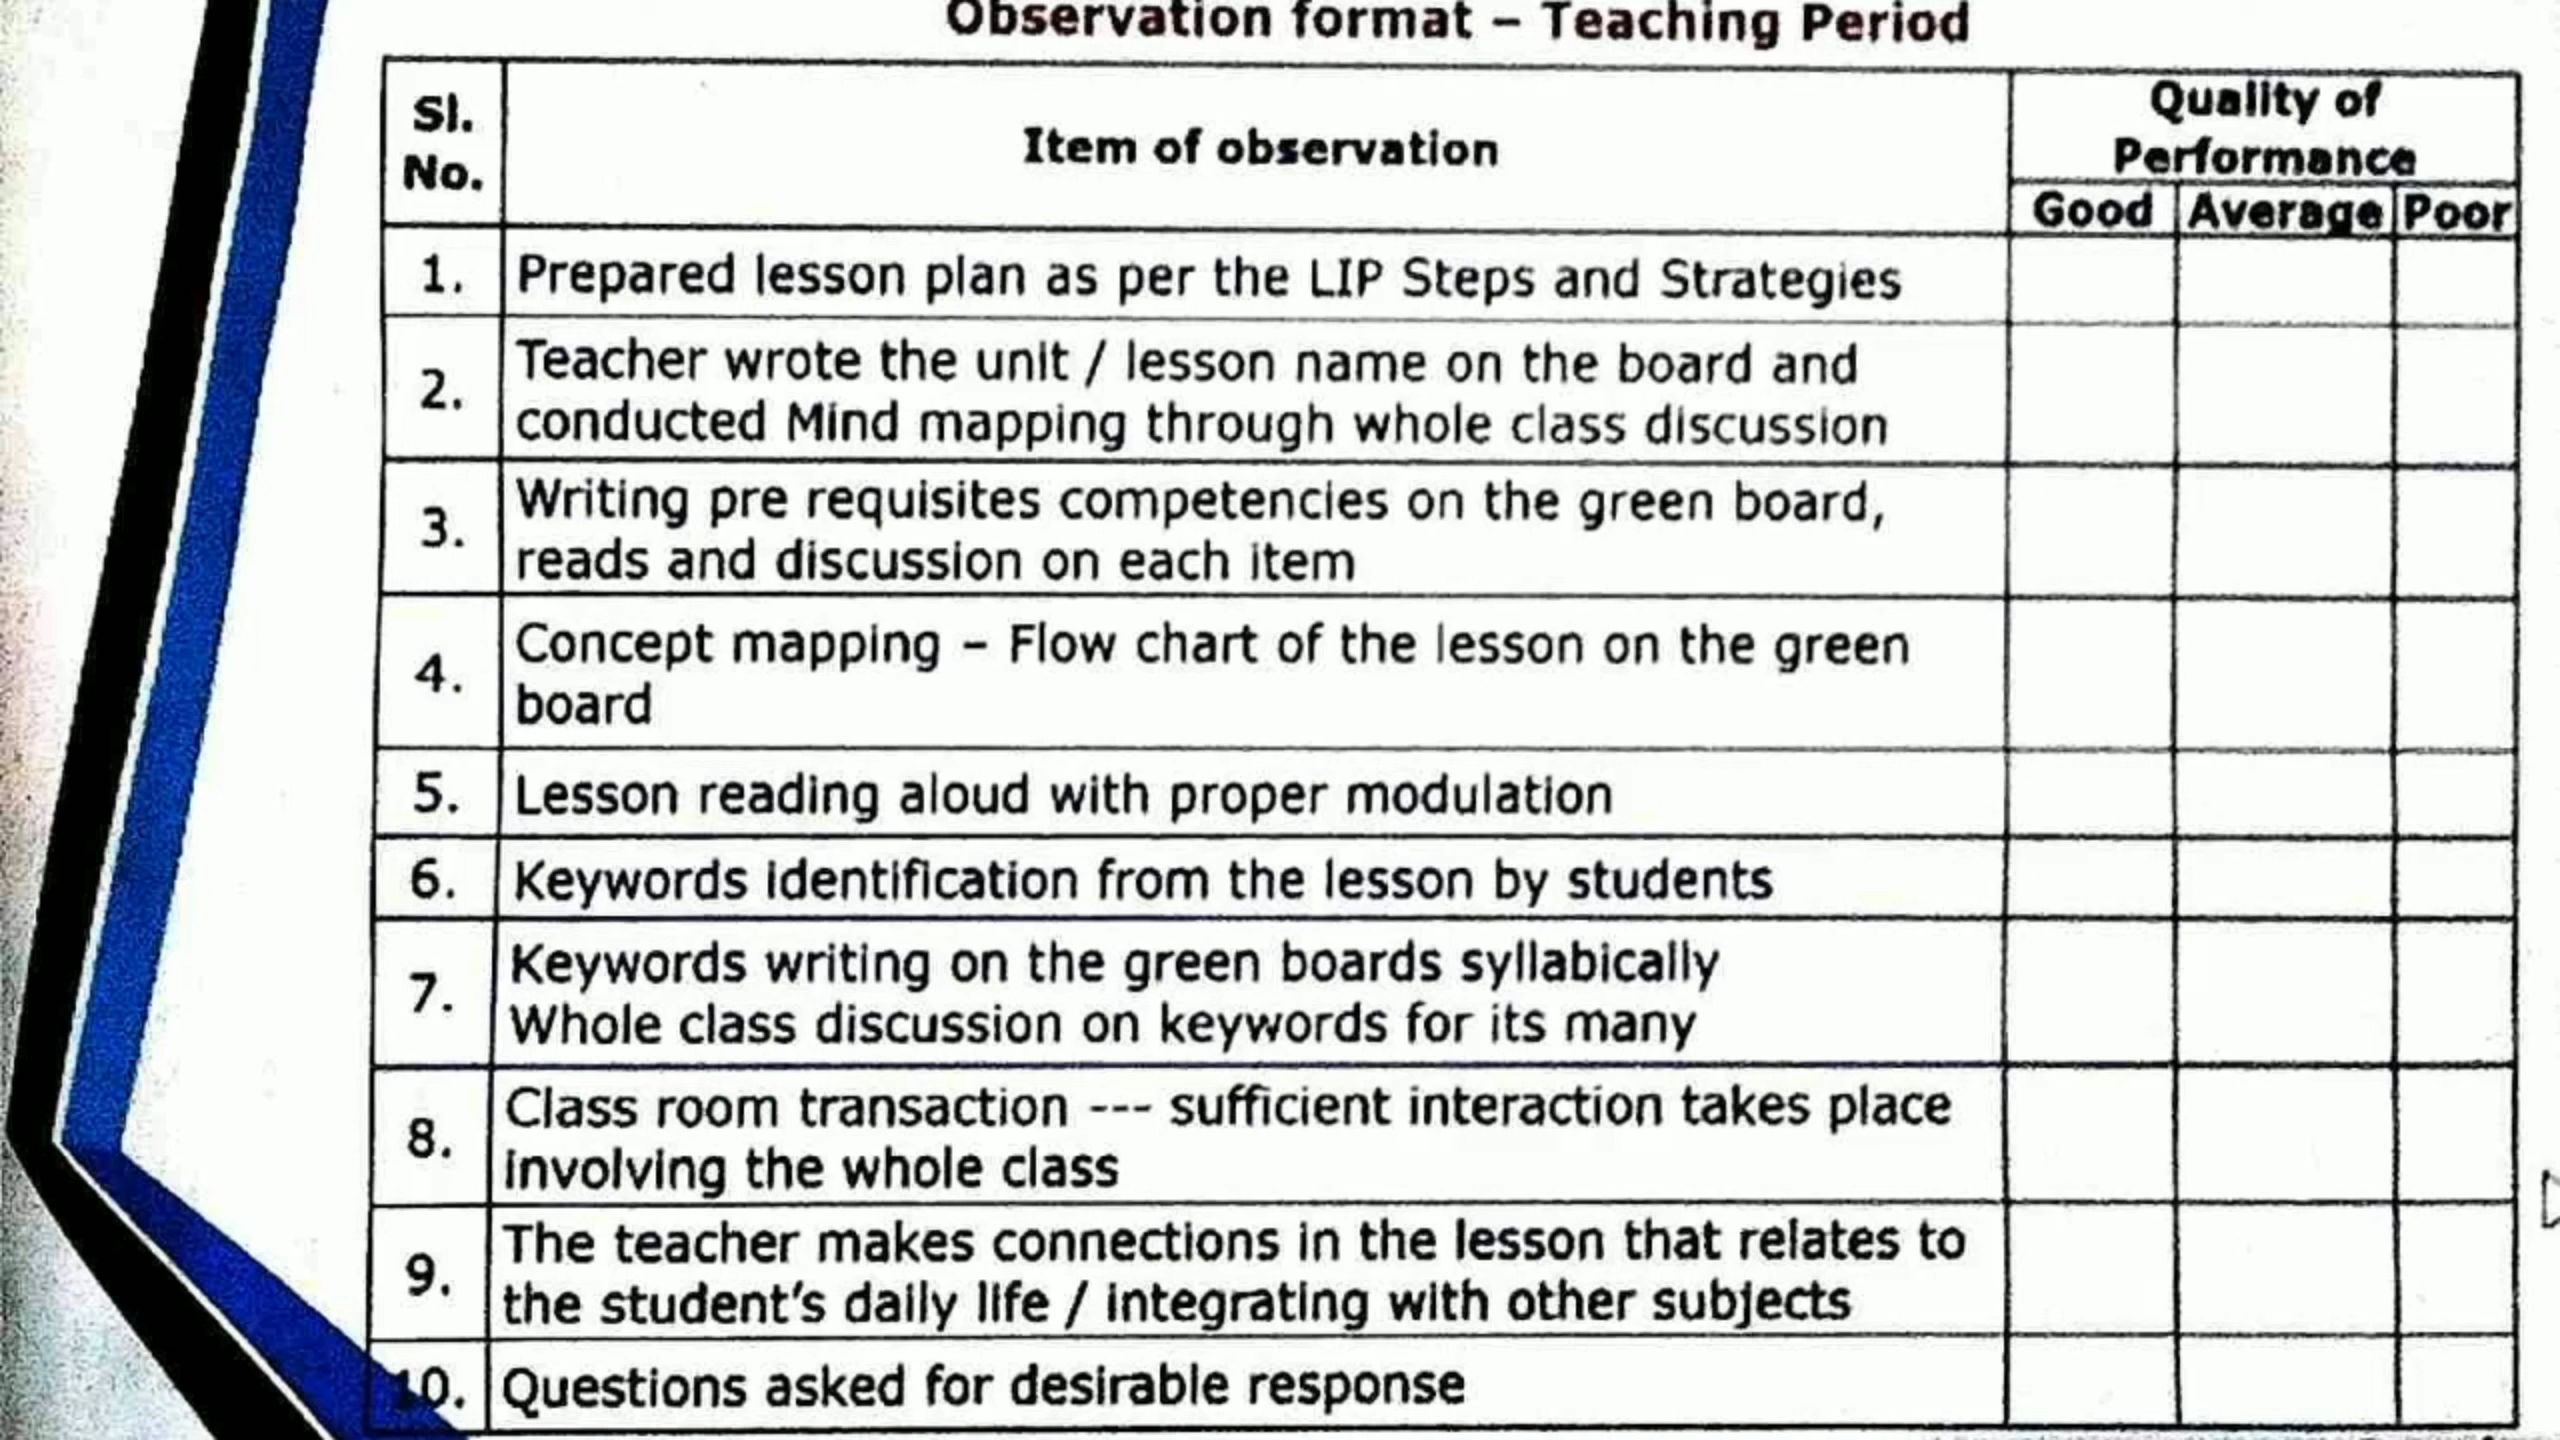 Observation format – Teaching Period
Sl. No.
Item of observation
Quality of Performance
Good Average Poor
1. Prepared lesson plan as per the LIP Steps and Strategies
2. Teacher wrote the unit / lesson name on the board and
conducted Mind mapping through whole class discussion
3. Writing pre requisites competencies on the green board,
reads and discussion on each item
4. Concept mapping – Flow chart of the lesson on the green
board
5. Lesson reading aloud with proper modulation
6. Keywords identification from the lesson by students
7. Keywords writing on the green boards syllabically
Whole class discussion on keywords for its many
8. Class room transaction --- sufficient interaction takes place
involving the whole class
9. The teacher makes connections in the lesson that relates to
the student's daily life / integrating with other subjects
10. Questions asked for desirable response